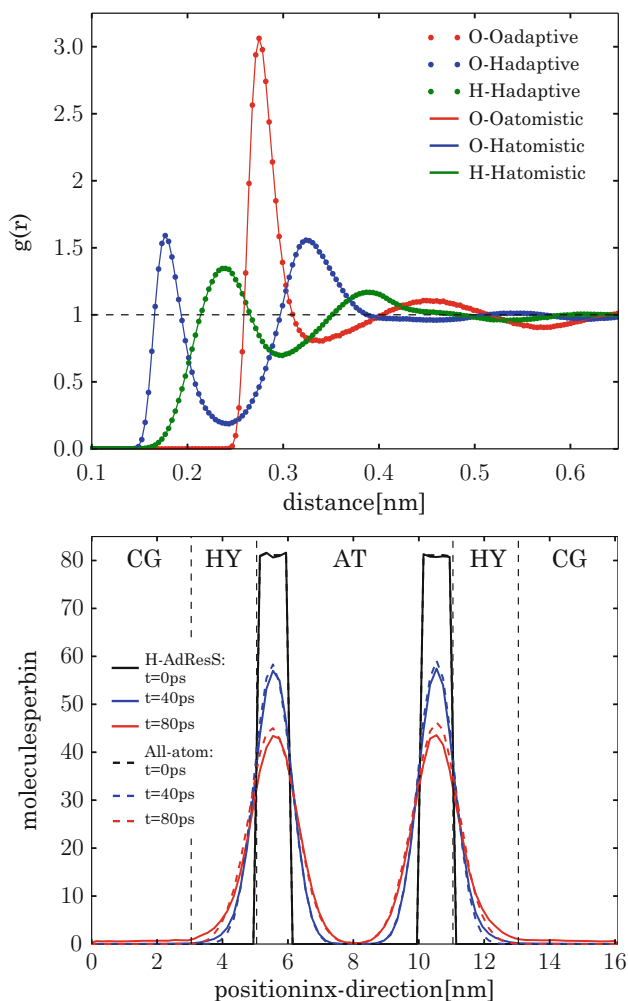 3.0
2.5
2.0
1.5
1
0.5
0.0
g(r)
O-Oadaptive
O-Hadaptive
H-Hadaptive
O-Oatomistic
O-Hatomistic
H-Hatomistic
0.1 0.2 0.3 0.4 0.5 0.6
distance[nm]
80
70
60
50
40
30
20
10
0
moleculesperbin
CG HY AT HY CG
H-AdResS:
t=0ps
t=40ps
t=80ps
All-atom:
t=0ps
t=40ps
t=80ps
0 2 4 6 8 10 12 14 16
positioninx-direction[nm]